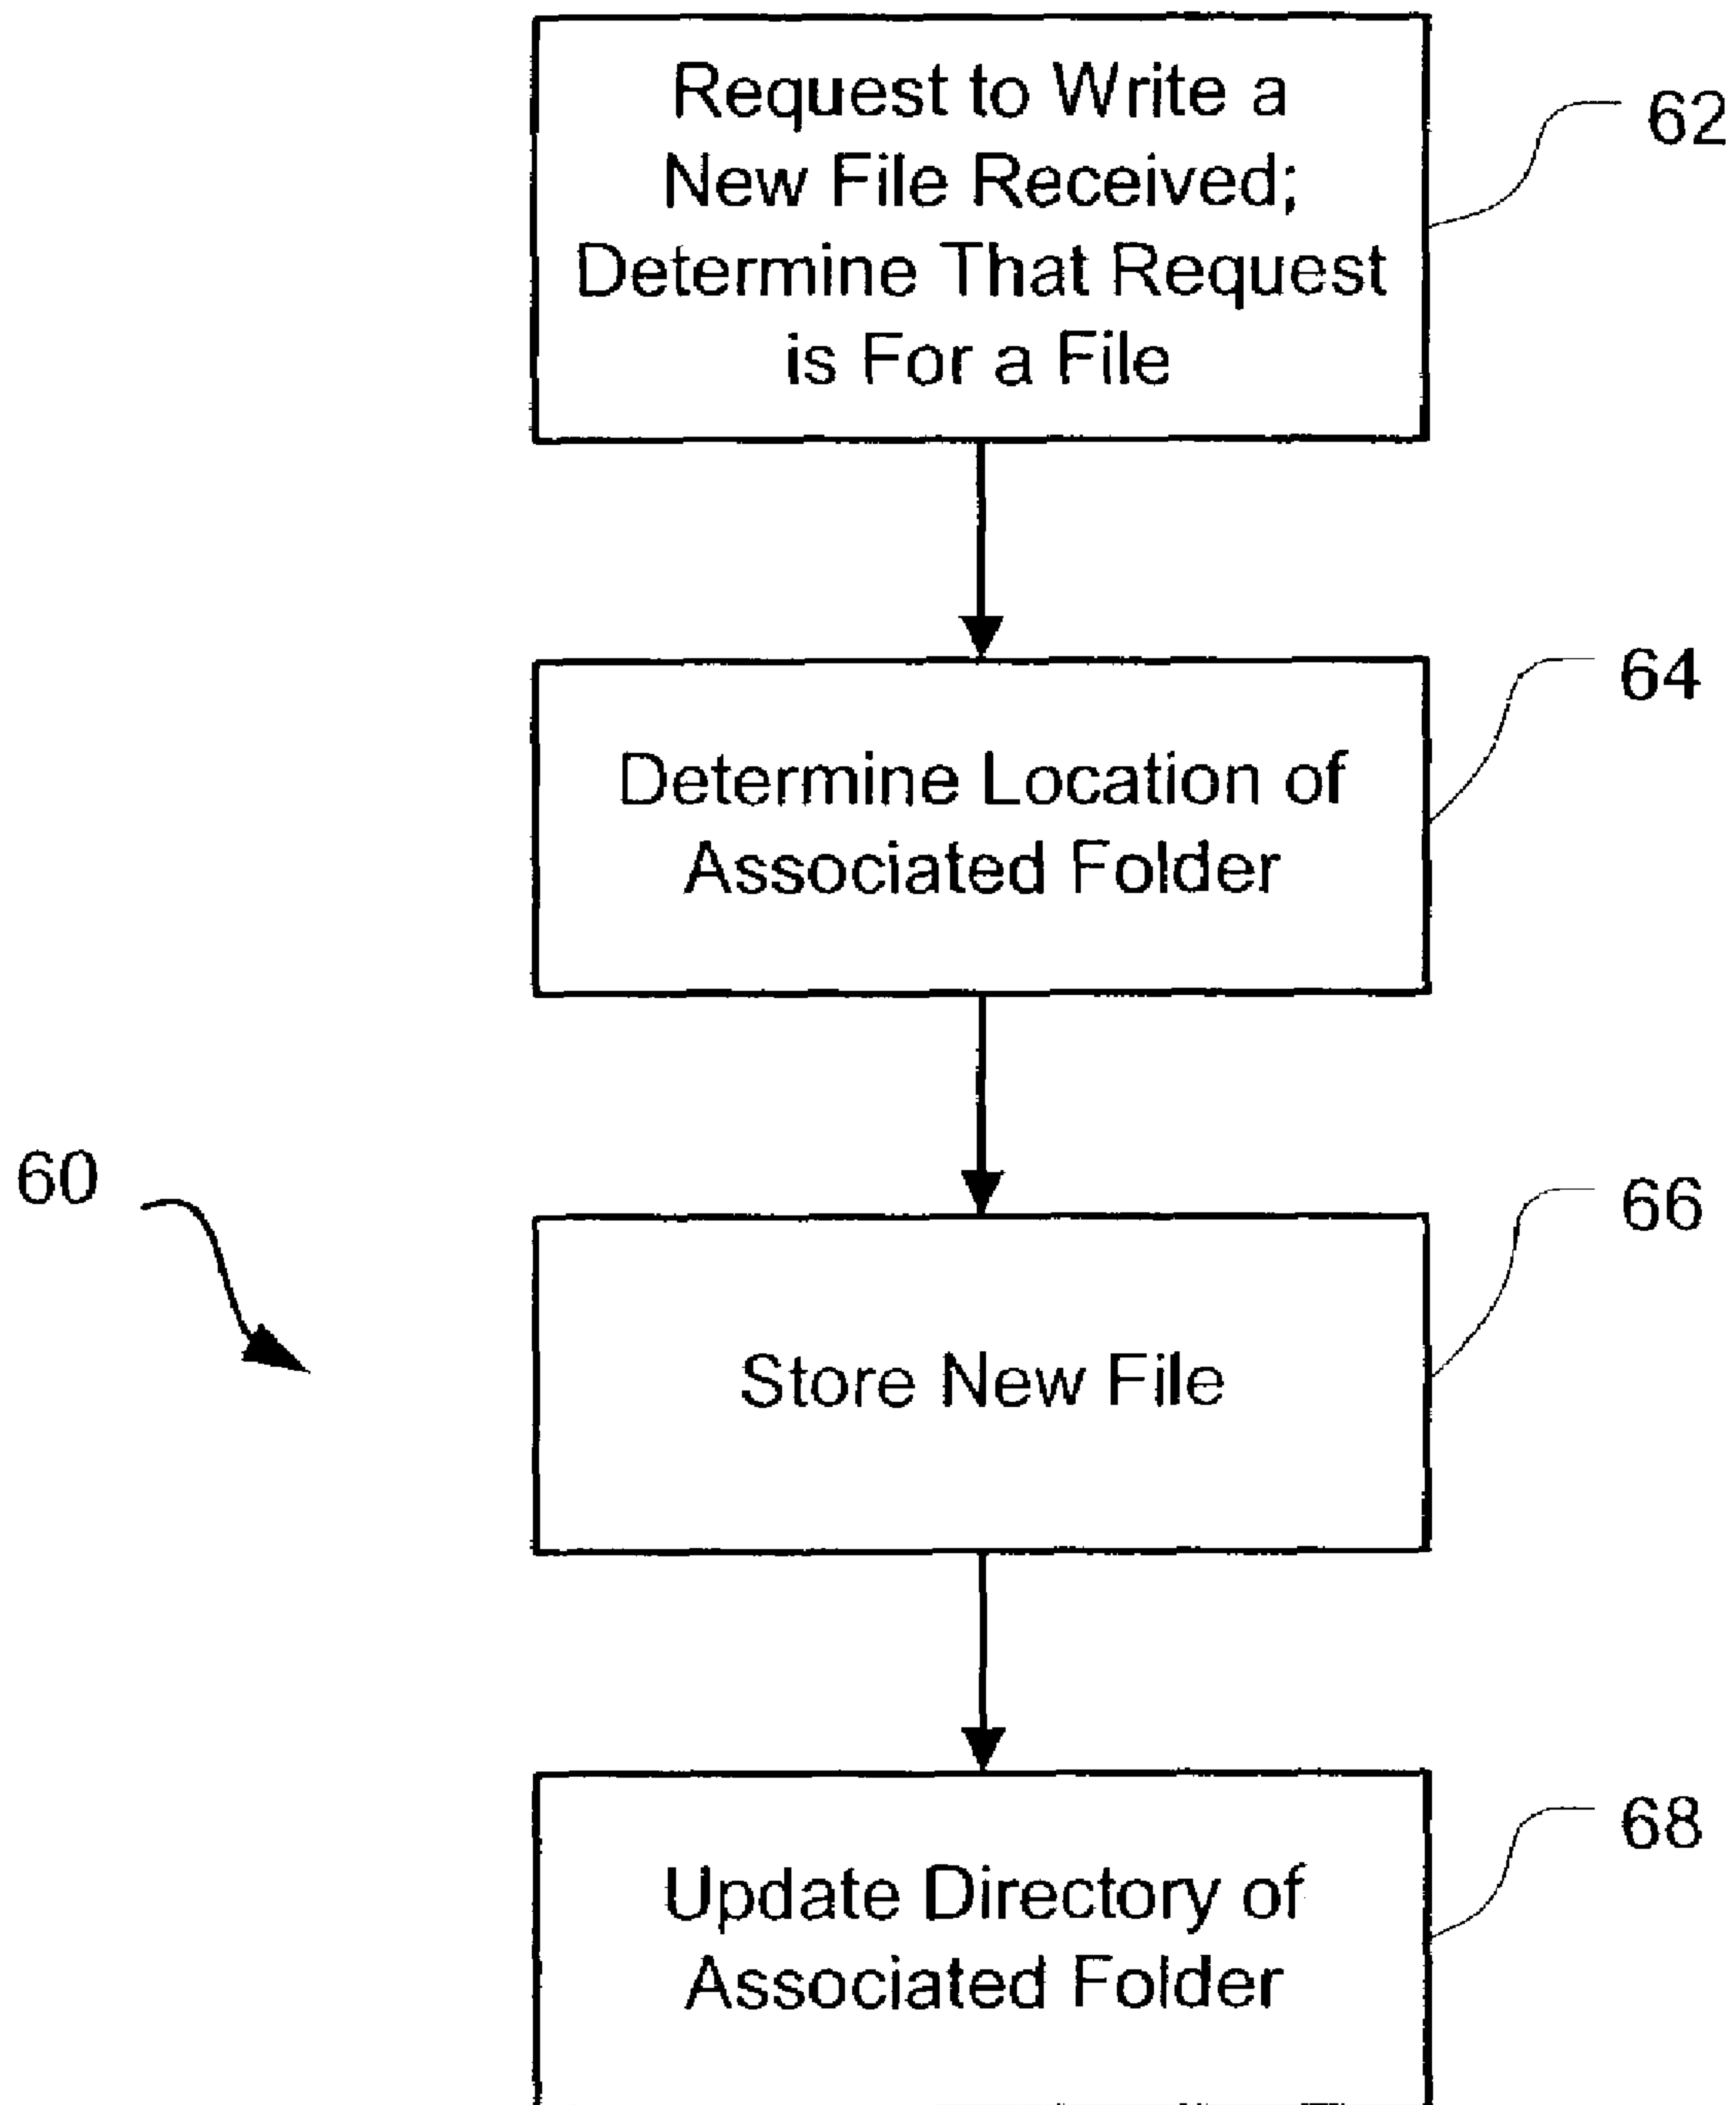 Request to Write a
New File Received;
Determine That Request
is For a File
62
Determine Location of
Associated Folder
64
60
Store New File
66
Update Directory of
Associated Folder
68